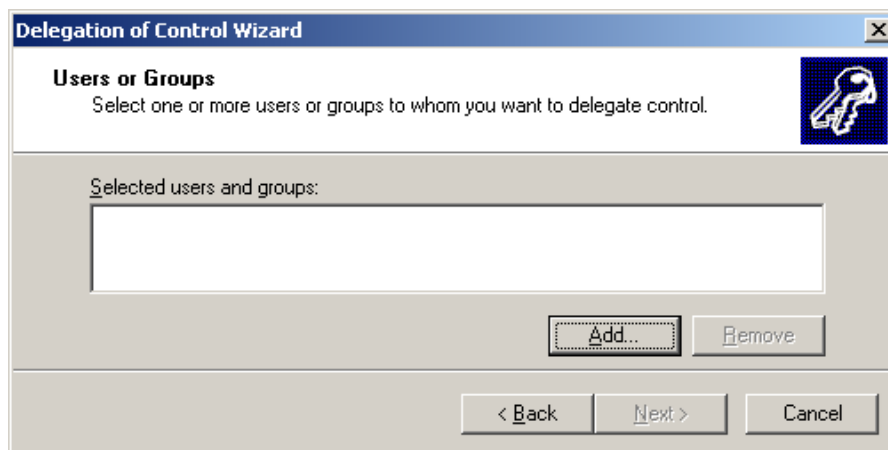 Delegation of Control Wizard
Users or Groups
Select one or more users or groups to whom you want to delegate control.
Selected users and groups:
Add...
Remove
< Back
Next >
Cancel